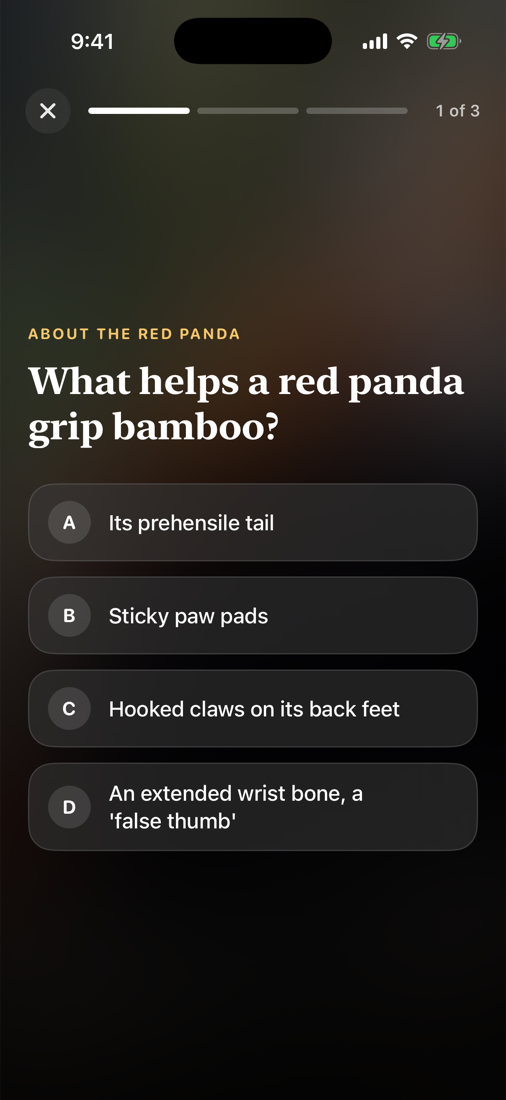 9:41
1 of 3
ABOUT THE RED PANDA
What helps a red panda
grip bamboo?
A Its prehensile tail
B Sticky paw pads
C Hooked claws on its back feet
D An extended wrist bone, a
'false thumb'